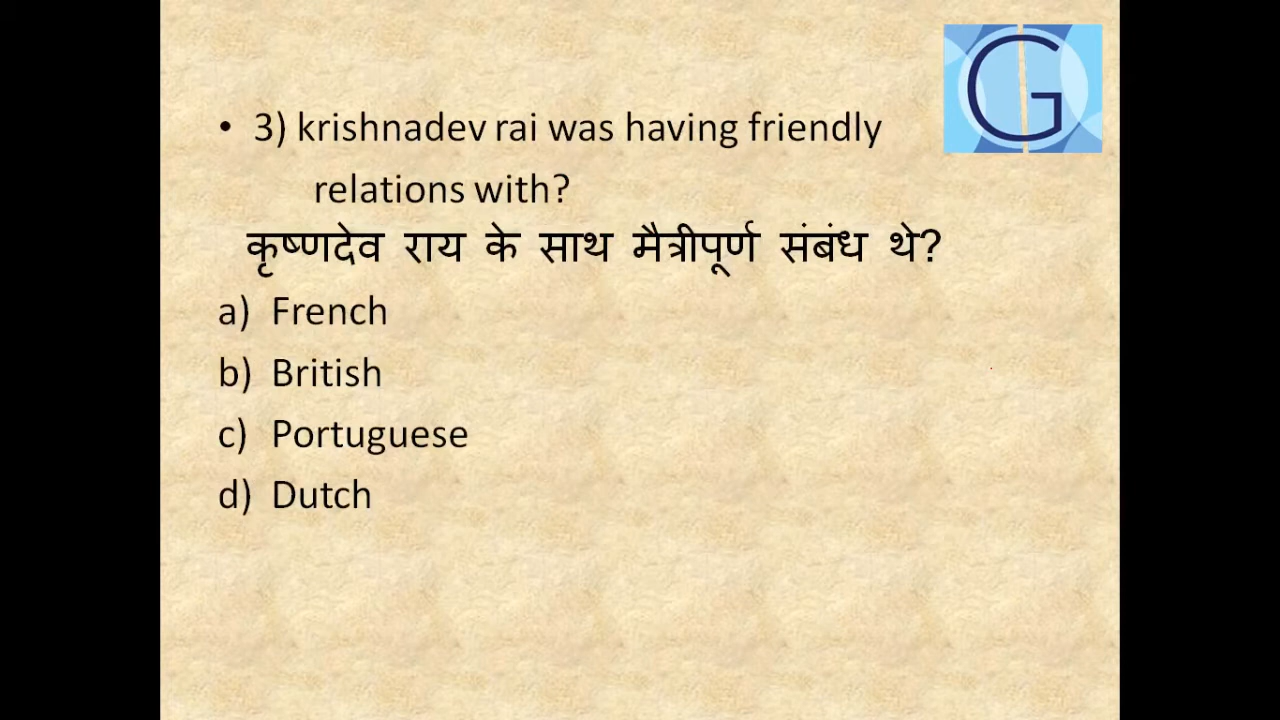 • 3) krishnadev rai was having friendly
relations with?
कृष्णदेव राय के साथ मैत्रीपूर्ण संबंध थे?
a) French
b) British
c) Portuguese
d) Dutch
G